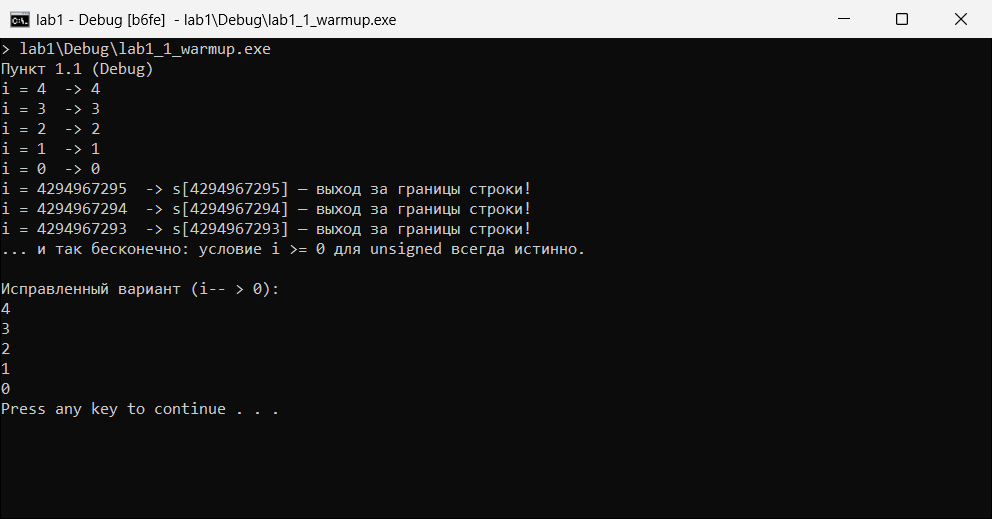 lab1 - Debug [b6fe]  - lab1\Debug\lab1_1_warmup.exe
> lab1\Debug\lab1_1_warmup.exe
Пункт 1.1 (Debug)
i = 4  -> 4
i = 3  -> 3
i = 2  -> 2
i = 1  -> 1
i = 0  -> 0
i = 4294967295  -> s[4294967295] — выход за границы строки!
i = 4294967294  -> s[4294967294] — выход за границы строки!
i = 4294967293  -> s[4294967293] — выход за границы строки!
... и так бесконечно: условие i >= 0 для unsigned всегда истинно.
Исправленный вариант (i-- > 0):
4
3
2
1
0
Press any key to continue . . .